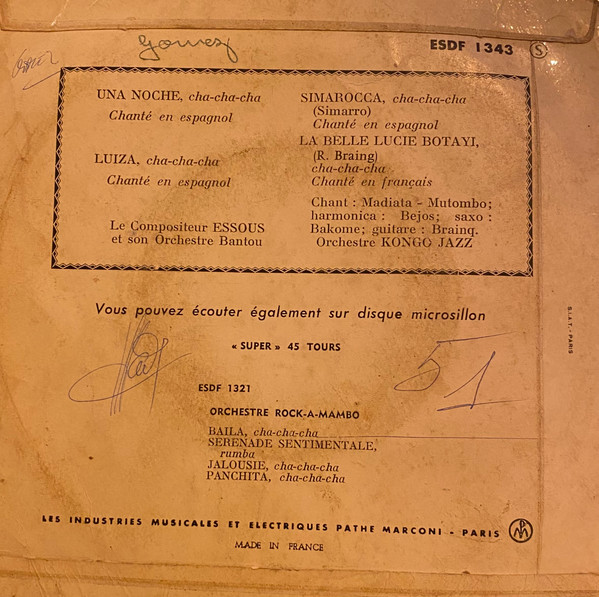 Gomez
ESDF 1343
S
UNA NOCHE, cha-cha-cha
Chanté en espagnol
LUIZA, cha-cha-cha
Chanté en espagnol
Le Compositeur ESSOUS
et son Orchestre Bantou
SIMAROCCA, cha-cha-cha
(Simarro)
Chanté en espagnol
LA BELLE LUCIE BOTAYI,
(R. Braing)
cha-cha-cha
Chanté en français
Chant : Madiata - Mutombo;
harmonica : Bejos; saxo :
Bakome; guitare : Brainq.
Orchestre KONGO JAZZ
S.I.A.T. - PARIS
Vous pouvez écouter également sur disque microsillon
« SUPER » 45 TOURS
51
ESDF 1321
ORCHESTRE ROCK-A-MAMBO
BAILA, cha-cha-cha
SERENADE SENTIMENTALE,
rumba
JALOUSIE, cha-cha-cha
PANCHITA, cha-cha-cha
LES INDUSTRIES MUSICALES ET ELECTRIQUES PATHE MARCONI - PARIS
MADE IN FRANCE